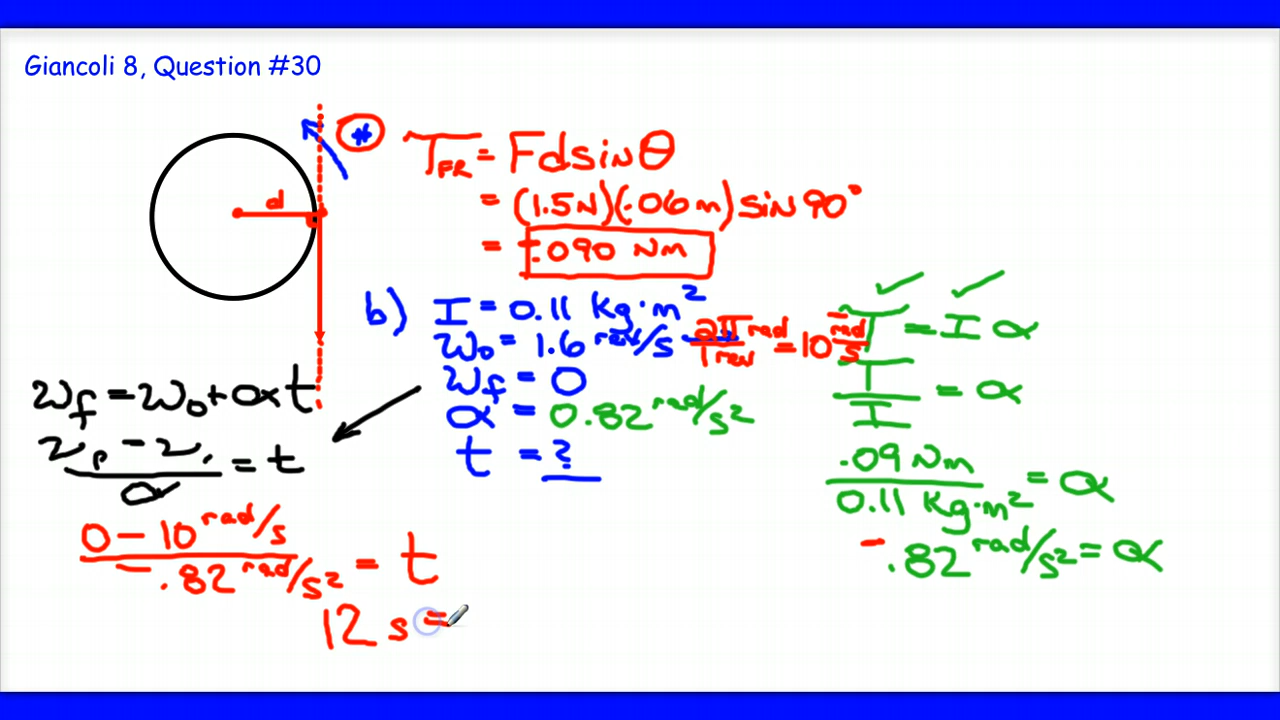 Giancoli 8, Question #30
d
*
τFR = Fd sin θ
= (1.5N)(.06m) sin 90°
= -.090 Nm
b) I = 0.11 kg·m²
ω₀ = 1.6 rev/s 2π rad / 1 rev = 10 rad/s
ωf = 0
α = 0.82 rad/s²
t = ?
τ = I α
τ / I = α
.09 Nm / 0.11 kg·m² = α
-.82 rad/s² = α
ωf = ω₀ + α t
ωf - ω₀ / α = t
0 - 10 rad/s / -.82 rad/s² = t
12 s =